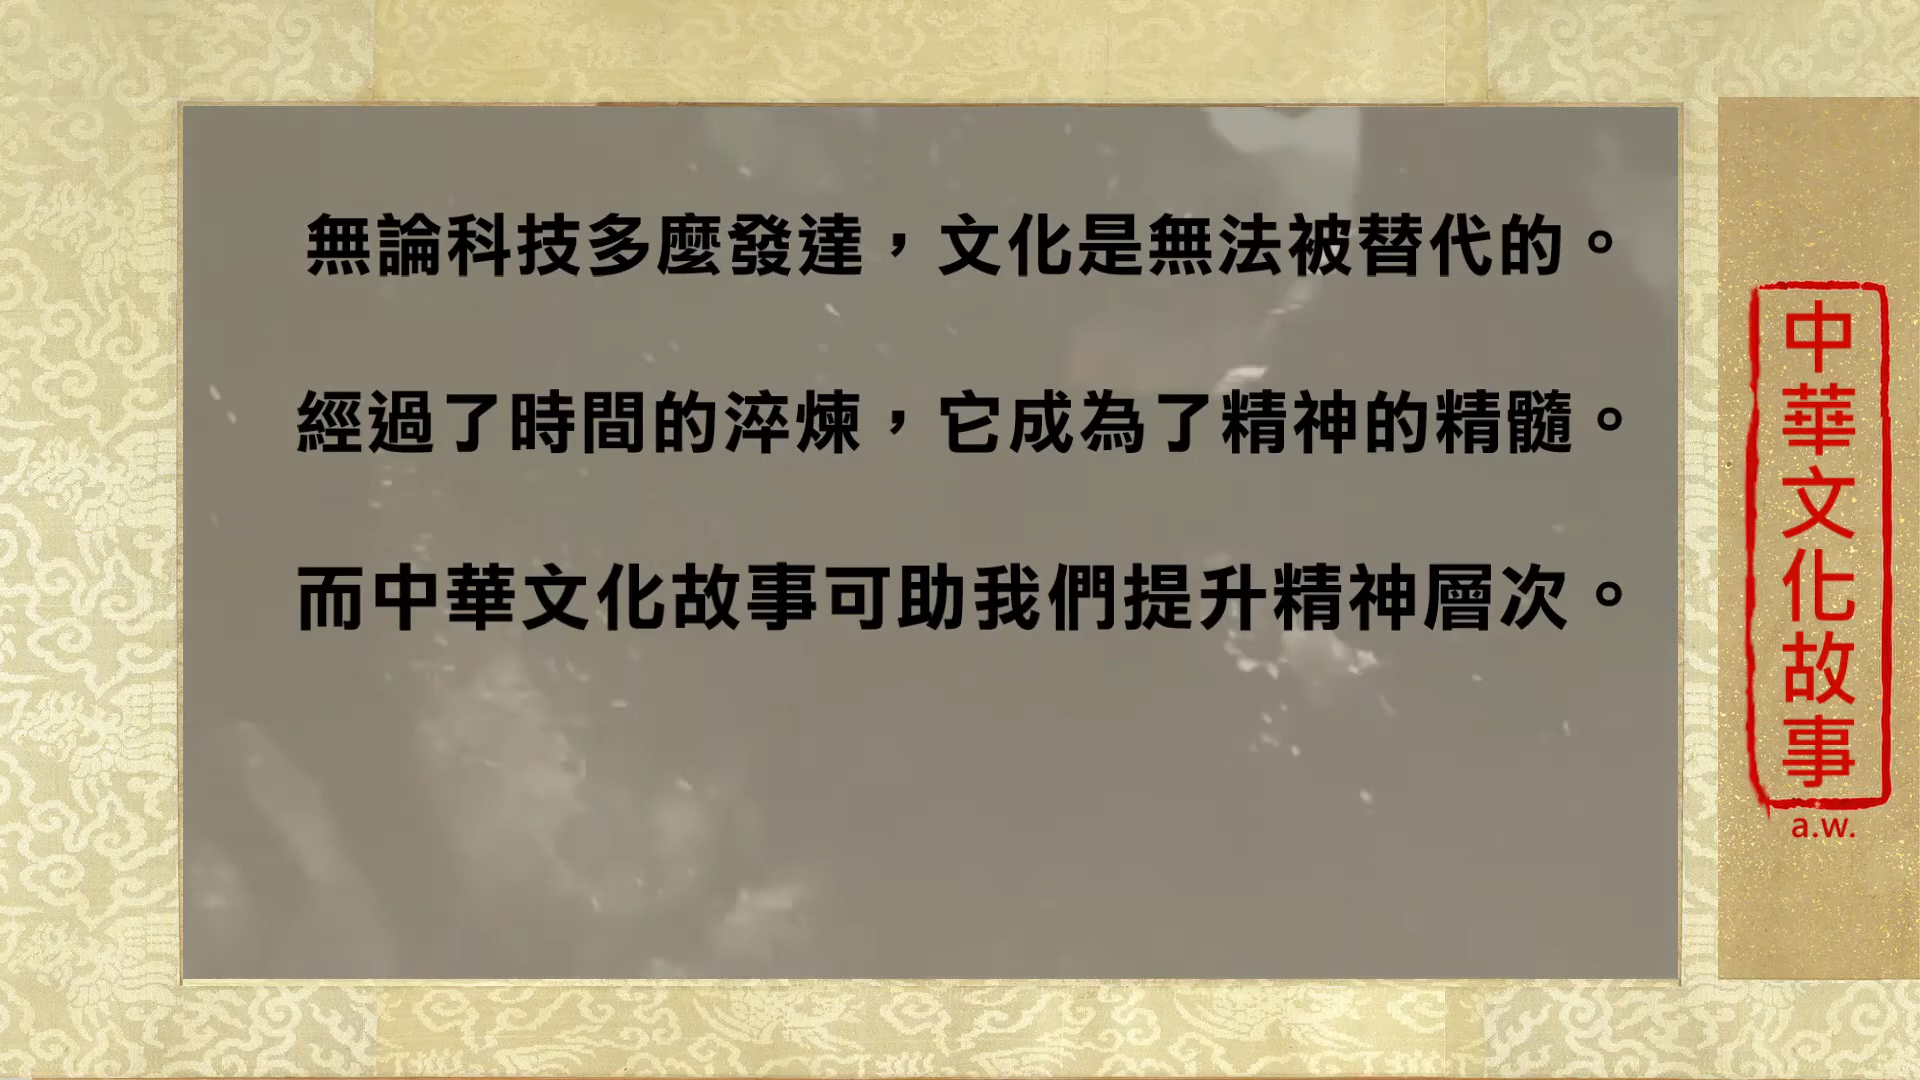 無論科技多麼發達，文化是無法被替代的。
經過了時間的淬煉，它成為了精神的精髓。
而中華文化故事可助我們提升精神層次。
中華文化故事
a.w.